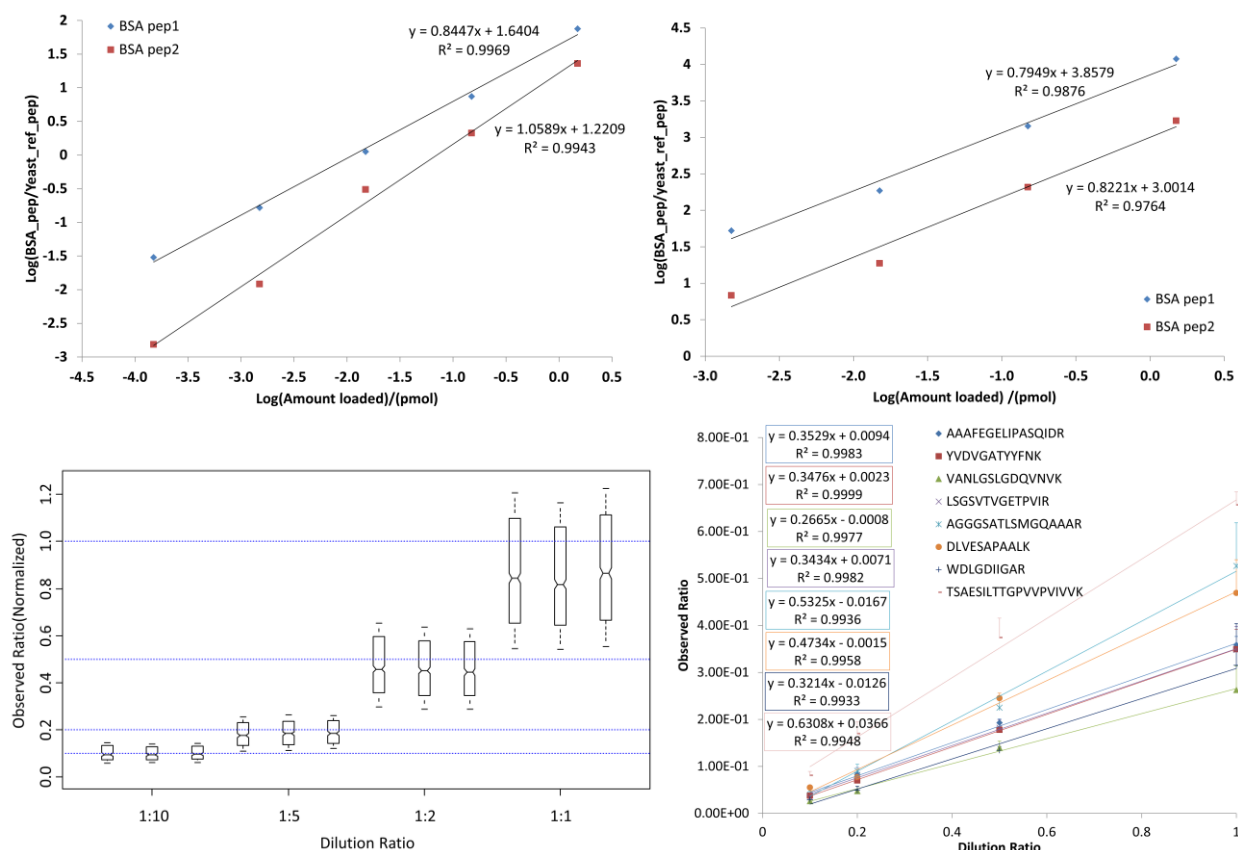 BSA pep1
BSA pep2
y = 0.8447x + 1.6404
R² = 0.9969
y = 1.0589x + 1.2209
R² = 0.9943
2
1.5
1
0.5
0
-0.5
-1
-1.5
-2
-2.5
-3
Log(BSA_pep/Yeast_ref_pep)
-4.5 -4.0 -3.5 -3.0 -2.5 -2.0 -1.5 -1.0 -0.5 0.0 0.5
Log(Amount loaded)/(pmol)
y = 0.7949x + 3.8579
R² = 0.9876
y = 0.8221x + 3.0014
R² = 0.9764
BSA pep1
BSA pep2
4.5
4
3.5
3
2.5
2
1.5
1
0.5
0
Log(BSA_pep/yeast_ref_pep)
-3.0 -2.5 -2.0 -1.5 -1.0 -0.5 0.0 0.5
Log(Amount loaded) /(pmol)
Observed Ratio(Normalized)
1.2
1.0
0.8
0.6
0.4
0.2
0.0
1:10 1:5 1:2 1:1
Dilution Ratio
8.00E-01
7.00E-01
6.00E-01
5.00E-01
4.00E-01
3.00E-01
2.00E-01
1.00E-01
0.00E+00
Observed Ratio
y = 0.3529x + 0.0094
R² = 0.9983
y = 0.3476x + 0.0023
R² = 0.9999
y = 0.2665x - 0.0008
R² = 0.9977
y = 0.3434x + 0.0071
R² = 0.9982
y = 0.5325x - 0.0167
R² = 0.9936
y = 0.4734x - 0.0015
R² = 0.9958
y = 0.3214x - 0.0126
R² = 0.9933
y = 0.6308x + 0.0366
R² = 0.9948
AAAFEGELIPASQIDR
YVDVGATYYFNK
VANLGSLGDQVNVK
LSGSVTVGETPVIR
AGGGSATLSMGQAAAR
DLVESAPAALK
WDLGDIIGAR
TSAESILTTGPVVPVIVVK
0 0.2 0.4 0.6 0.8 1
Dilution Ratio